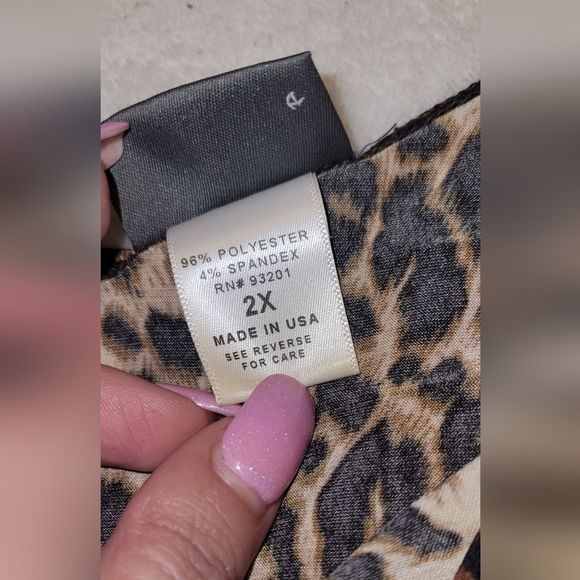 96% POLYESTER
4% SPANDEX
RN# 93201
2X
MADE IN USA
SEE REVERSE
FOR CARE